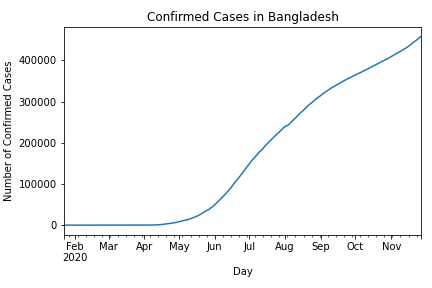 Confirmed Cases in Bangladesh
Number of Confirmed Cases
400000
300000
200000
100000
0
Feb Mar Apr May Jun Jul Aug Sep Oct Nov
2020
Day